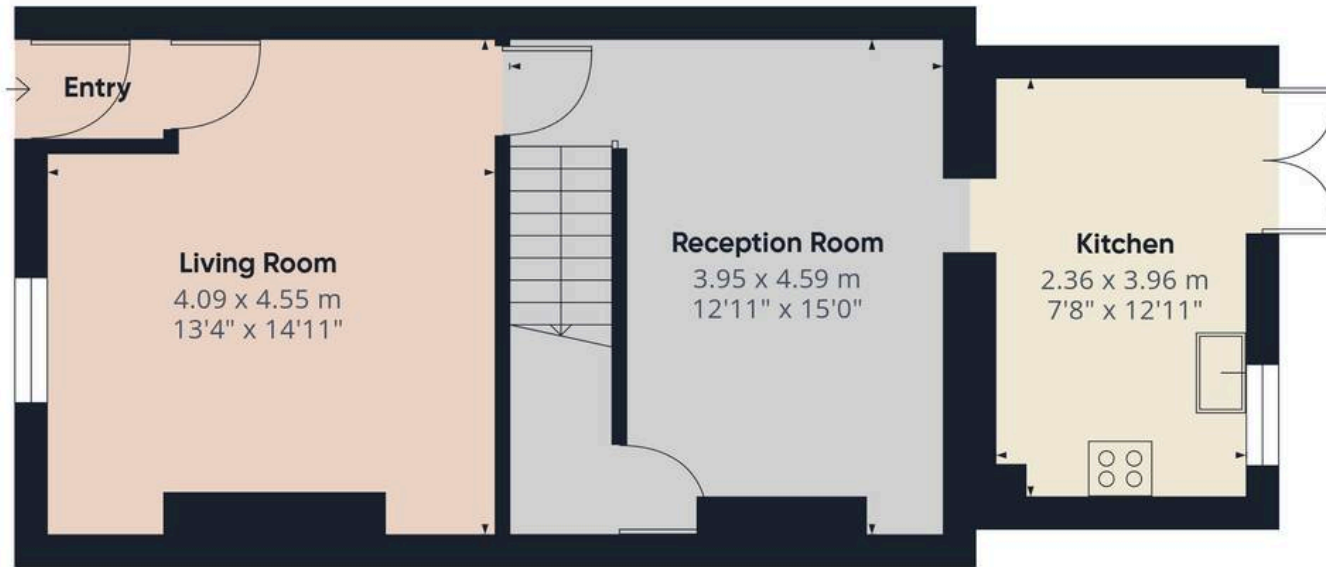 Entry
Living Room
4.09 x 4.55 m
13'4" x 14'11"
Reception Room
3.95 x 4.59 m
12'11" x 15'0"
Kitchen
2.36 x 3.96 m
7'8" x 12'11"